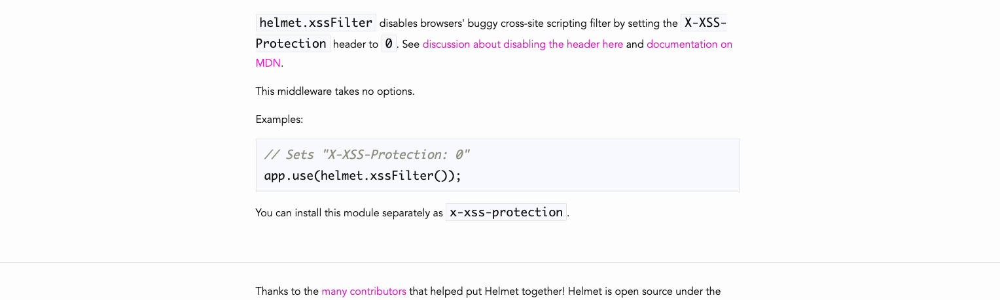 helmet.xssFilter disables browsers' buggy cross-site scripting filter by setting the X-XSS-
Protection header to 0. See discussion about disabling the header here and documentation on
MDN.
This middleware takes no options.
Examples:
// Sets "X-XSS-Protection: 0"
app.use(helmet.xssFilter());
You can install this module separately as x-xss-protection.
Thanks to the many contributors that helped put Helmet together! Helmet is open source under the